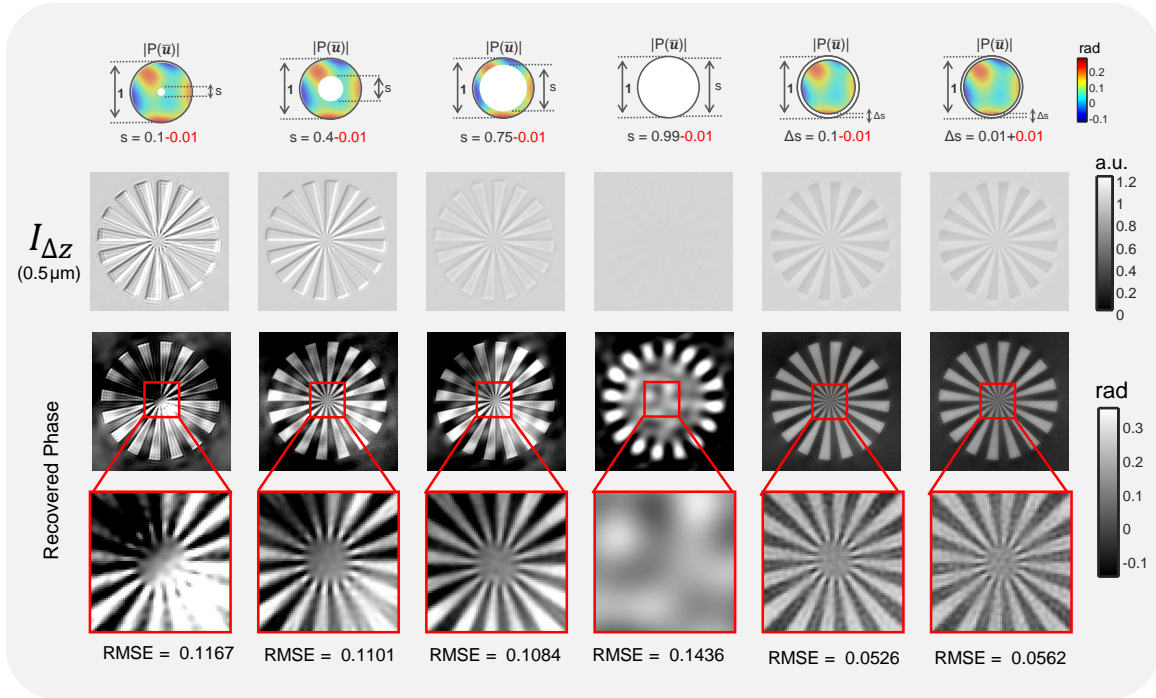 |P(ū)| |P(ū)| |P(ū)| |P(ū)| |P(ū)| |P(ū)| rad
1 s 1 s 1 s 1 s 1 Δs 1 Δs
0.2
0.1
0
-0.1
s = 0.1-0.01 s = 0.4-0.01 s = 0.75-0.01 s = 0.99-0.01 Δs = 0.1-0.01 Δs = 0.01+0.01
a.u.
1.2
1
0.8
0.6
0.4
0.2
0
I_Δz
(0.5μm)
Recovered Phase
rad
0.3
0.2
0.1
0
-0.1
RMSE = 0.1167 RMSE = 0.1101 RMSE = 0.1084 RMSE = 0.1436 RMSE = 0.0526 RMSE = 0.0562